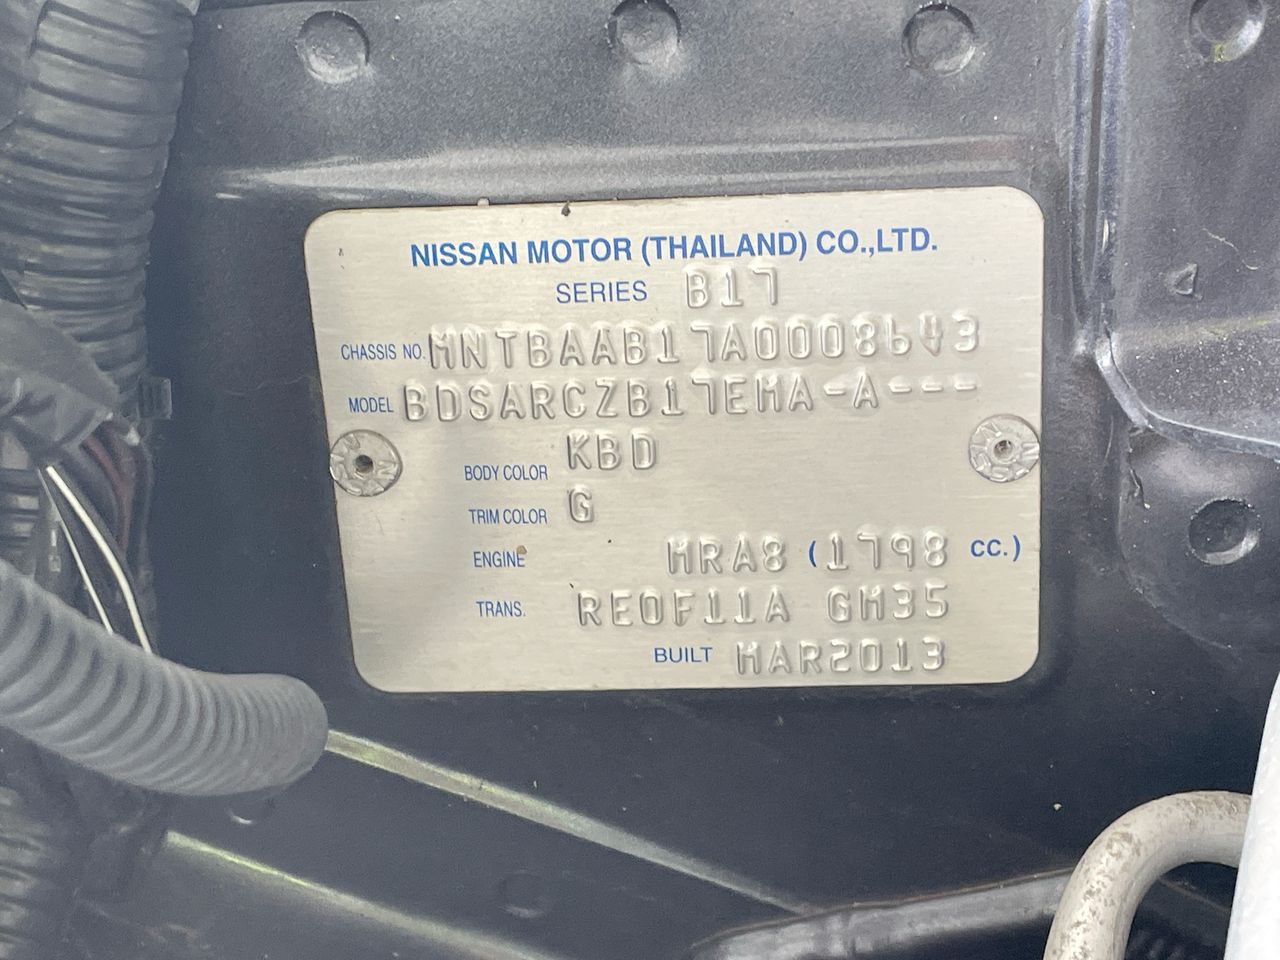 NISSAN MOTOR (THAILAND) CO.,LTD.
SERIES B17
CHASSIS NO. MNTBAAB17A0008643
MODEL BDSARCZB17EMA-A---
BODY COLOR KBD
TRIM COLOR G
ENGINE MRA8 (1798 CC.)
TRANS. RE0F11A GM35
BUILT MAR2013